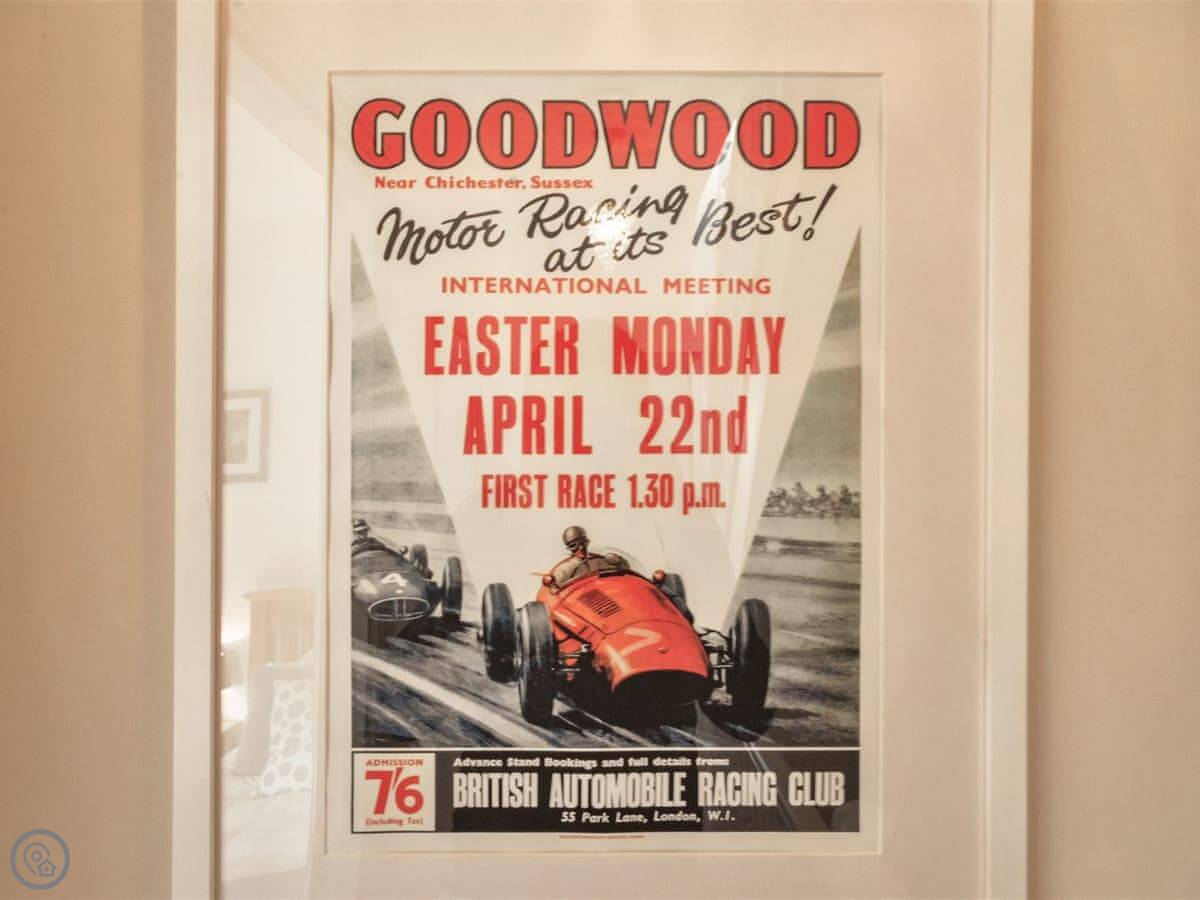 GOODWOOD
Near Chichester, Sussex
Motor Racing
at its Best!
INTERNATIONAL MEETING
EASTER MONDAY
APRIL 22nd
FIRST RACE 1.30 p.m.
4
7
ADMISSION
7'6
(including Tax)
Advance Stand Bookings and full details from:
BRITISH AUTOMOBILE RACING CLUB
55 Park Lane, London, W.1.